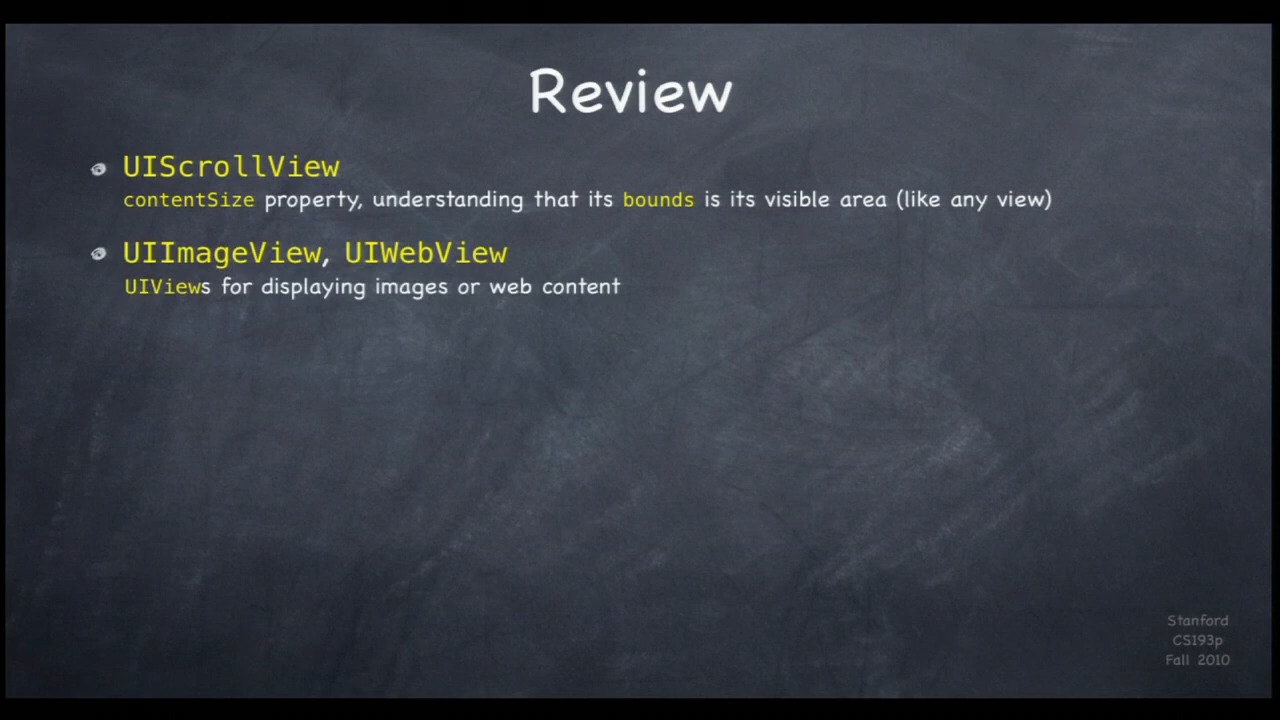 Review
UIScrollView
contentSize property, understanding that its bounds is its visible area (like any view)
UIImageView, UIWebView
UIViews for displaying images or web content
Stanford
CS193p
Fall 2010